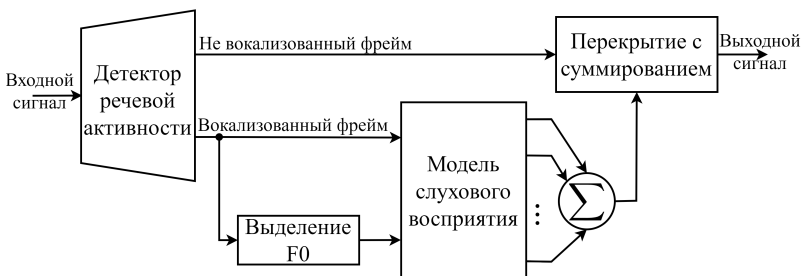 Входной
сигнал
Детектор
речевой
активности
Не вокализованный фрейм
Перекрытие с
суммированием
Выходной
сигнал
Вокализованный фрейм
Выделение
F0
Модель
слухового
восприятия
...
Σ